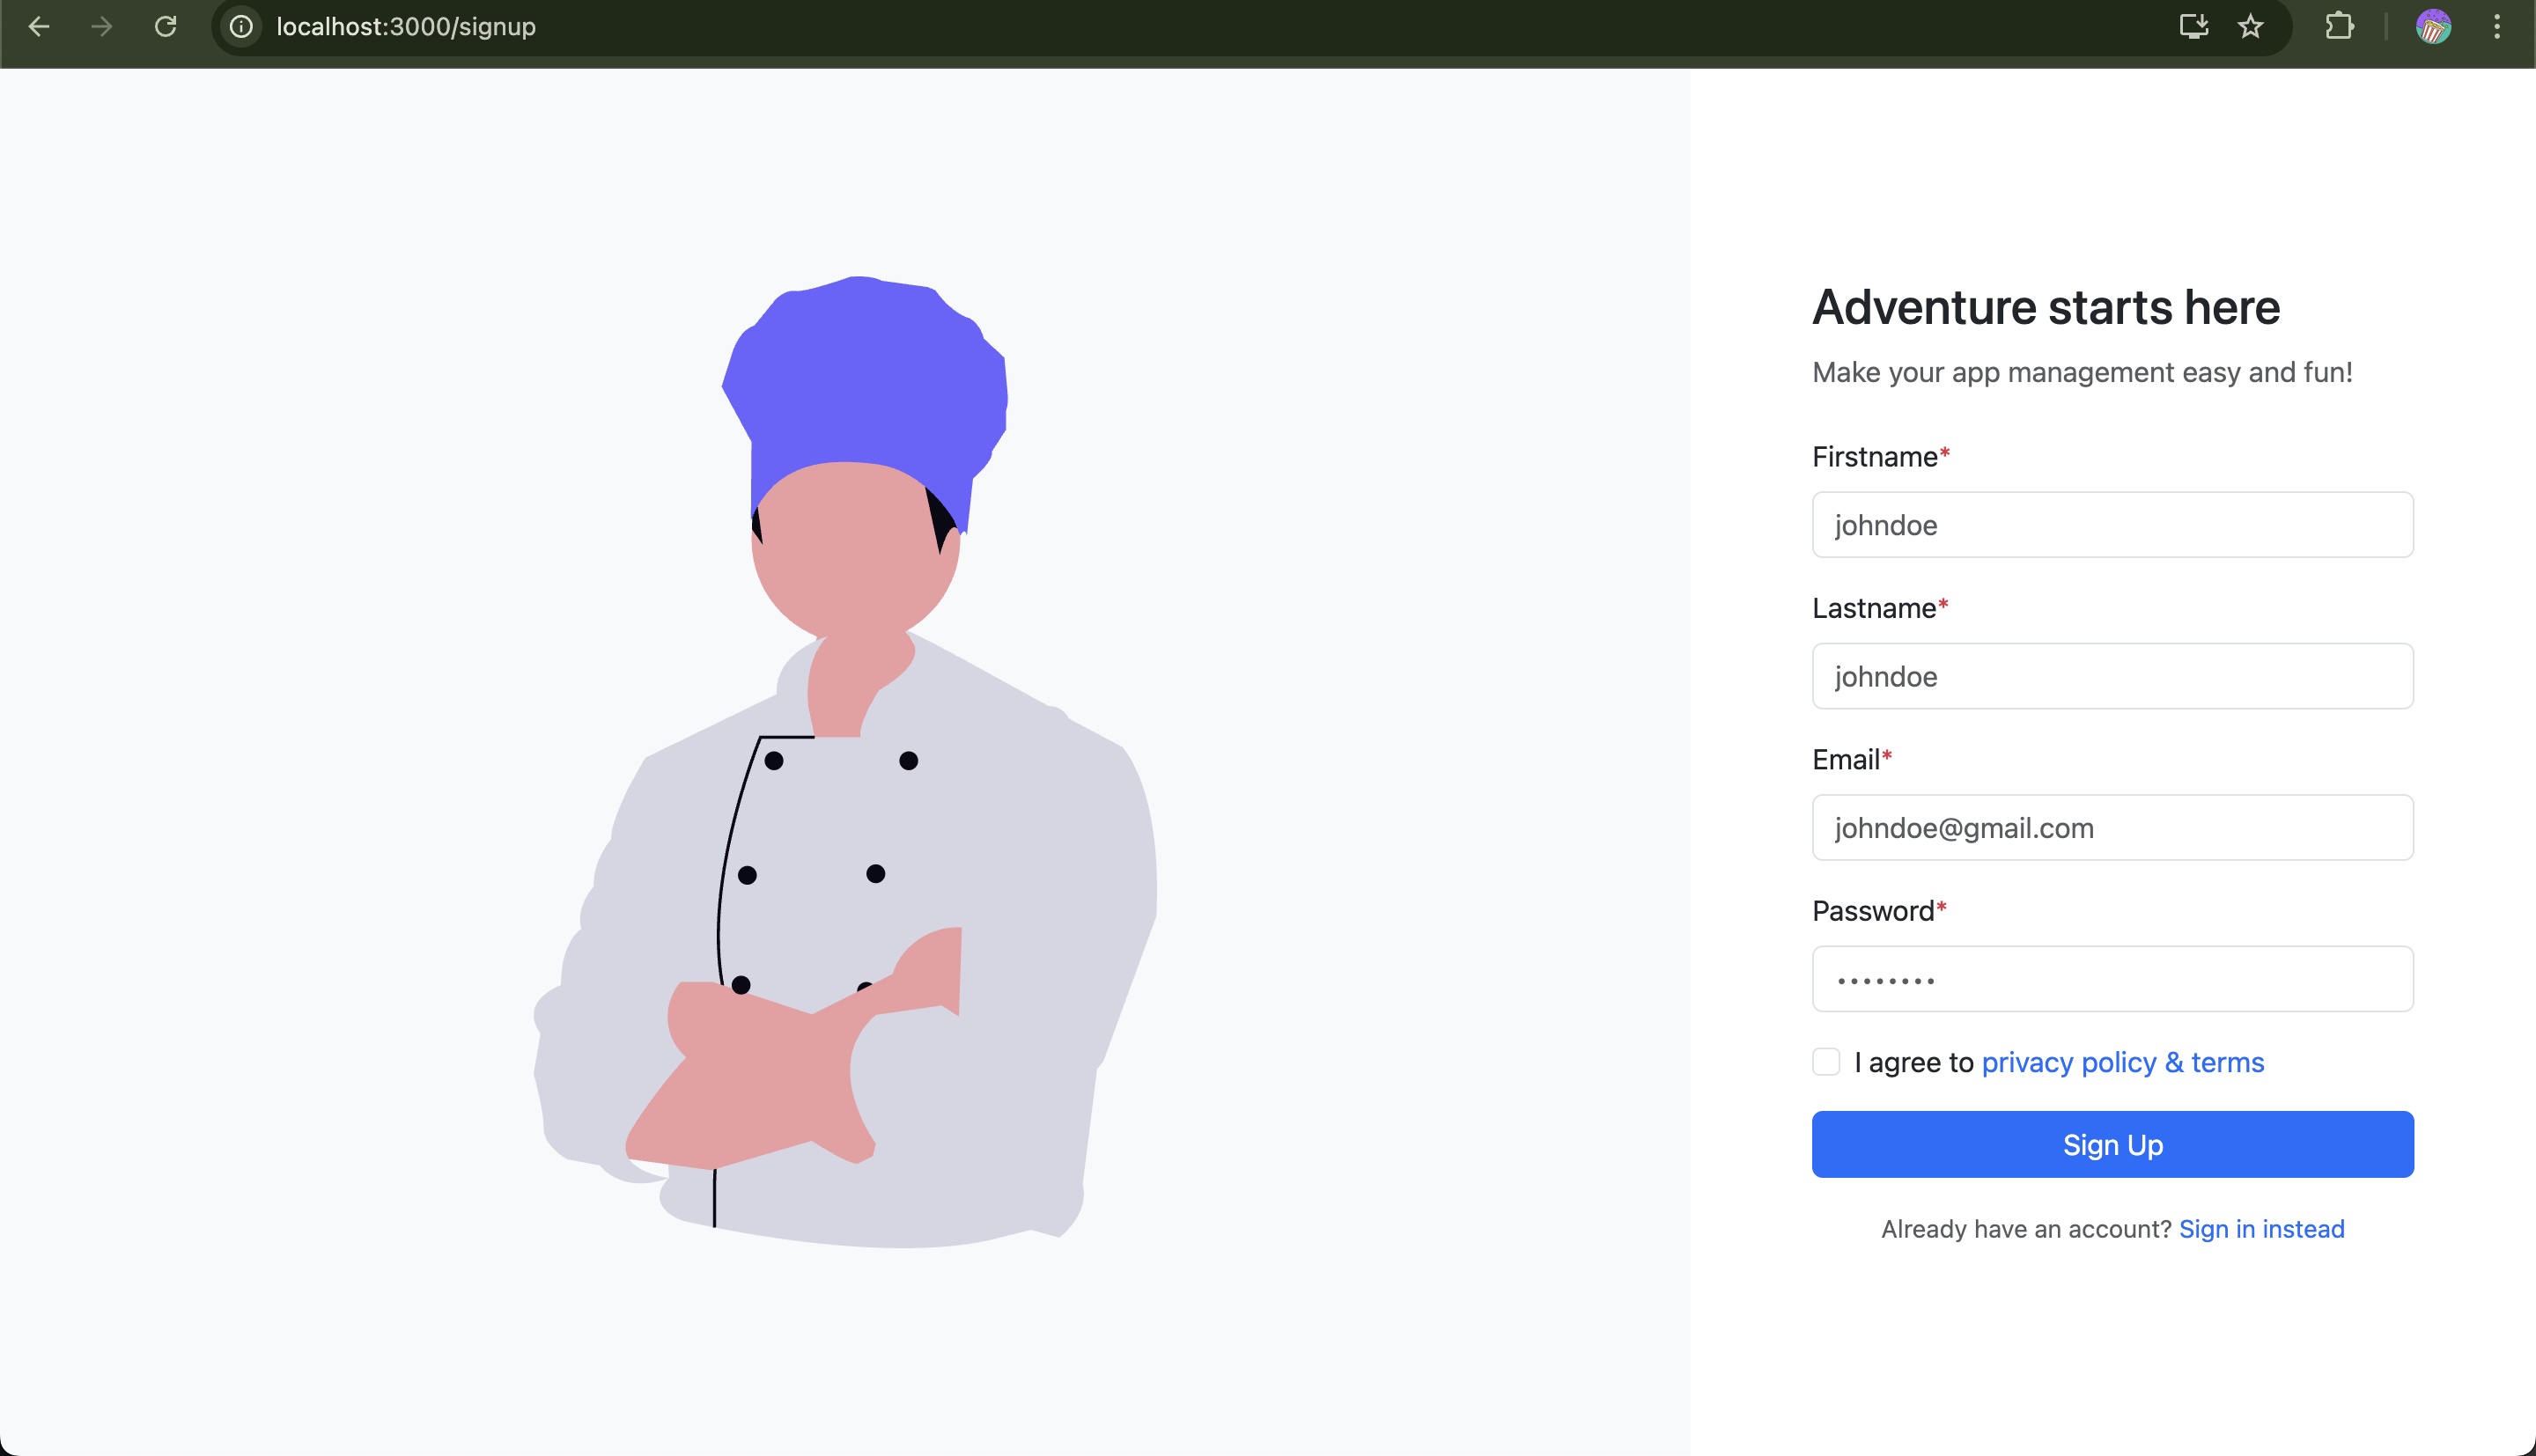 localhost:3000/signup
Adventure starts here
Make your app management easy and fun!
Firstname*
johndoe
Lastname*
johndoe
Email*
johndoe@gmail.com
Password*
••••••••
I agree to privacy policy & terms
Sign Up
Already have an account? Sign in instead